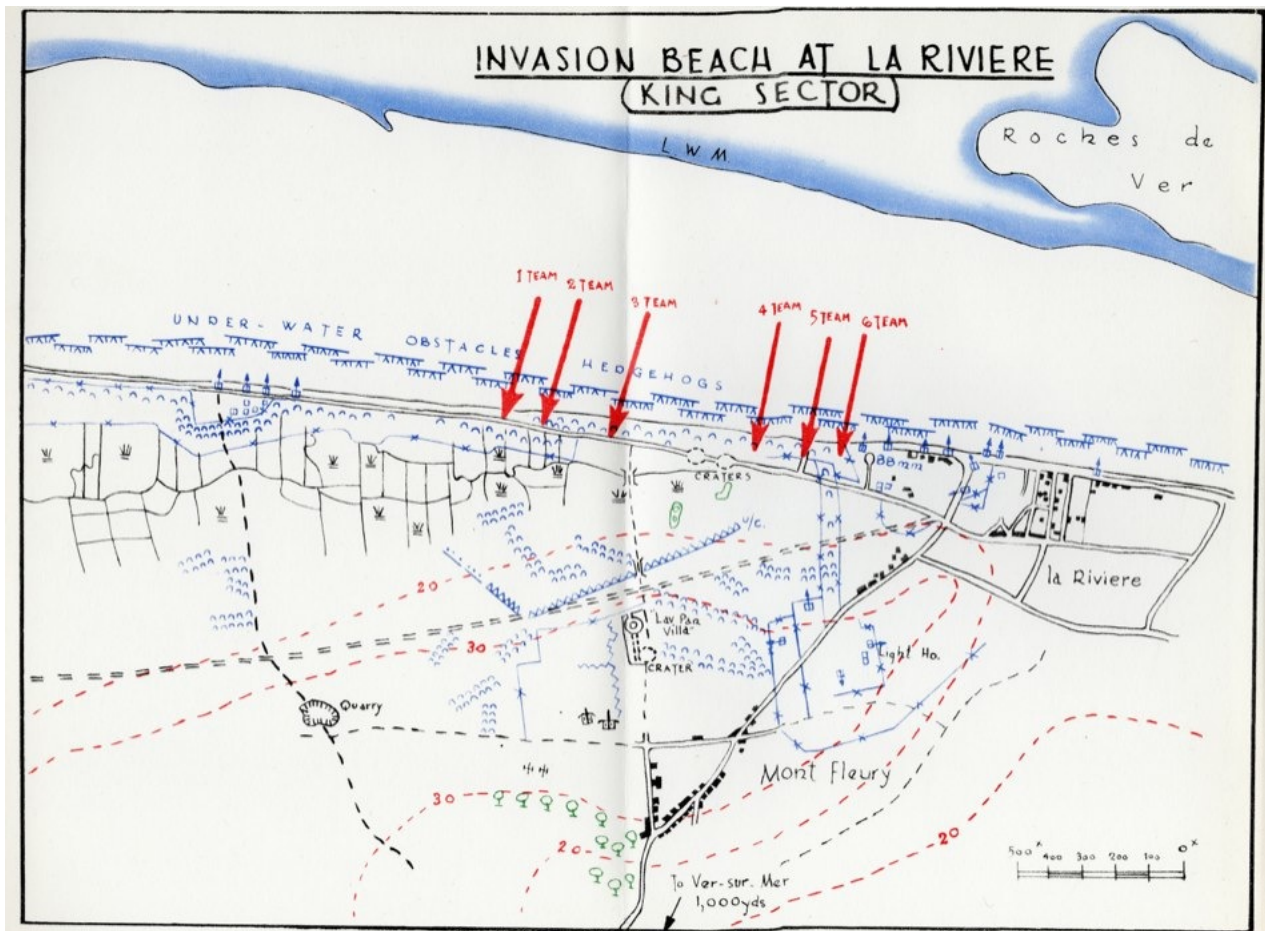 INVASION BEACH AT LA RIVIERE
(KING SECTOR)
Roches de
Ver
L W M.
1 TEAM
2 TEAM
3 TEAM
4 TEAM
5 TEAM
6 TEAM
UNDER-WATER OBSTACLES HEDGEHOGS
88mm
CRATERS
u/c.
20
la Riviere
30
Lav Pan
Villa
CRATER
Light Ho.
Quarry
Mont Fleury
30
20
20
500ˣ 400 300 200 100 0ˣ
To Ver-sur-Mer
1,000yds